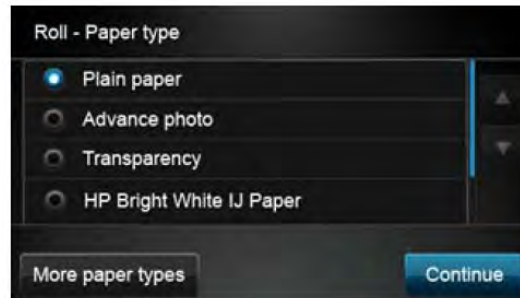 Roll - Paper type
Plain paper
Advance photo
Transparency
HP Bright White IJ Paper
More paper types
Continue